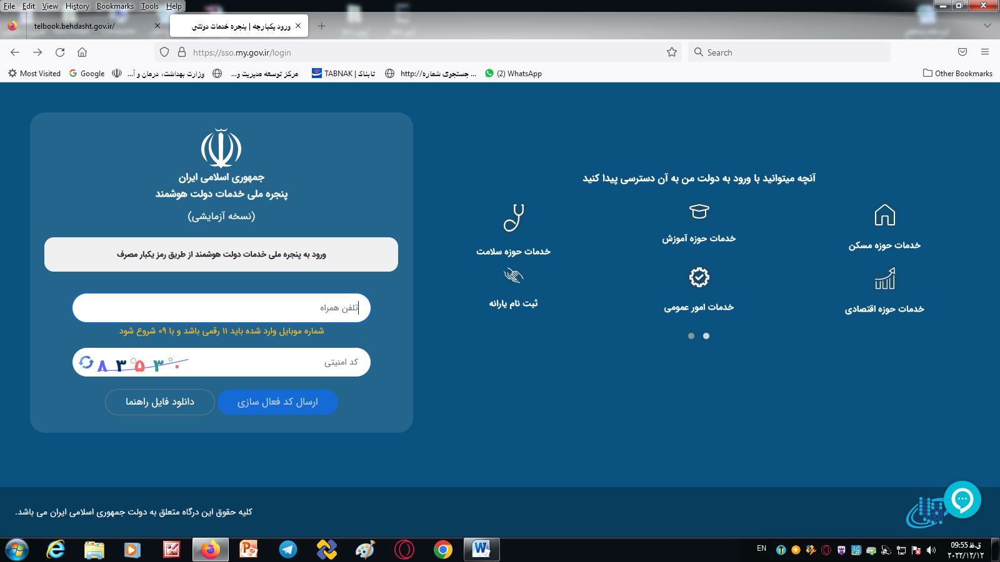 File Edit View History Bookmarks Tools Help
telbook.behdasht.gov.ir/
ورود یکپارچه | پنجره خدمات دولتی
https://sso.my.gov.ir/login
Search
Most Visited
Google
وزارت بهداشت، درمان و آ...
مرکز توسعه مدیریت و...
تابناک | TABNAK
جستجوی شماره://http ...
(2) WhatsApp
Other Bookmarks
جمهوری اسلامی ایران
پنجره ملی خدمات دولت هوشمند
(نسخه آزمایشی)
ورود به پنجره ملی خدمات دولت هوشمند از طریق رمز یکبار مصرف
تلفن همراه
شماره موبایل وارد شده باید ۱۱ رقمی باشد و با ۰۹ شروع شود
کد امنیتی
۸۳۵۳۰
ارسال کد فعال سازی
دانلود فایل راهنما
آنچه میتوانید با ورود به دولت من به آن دسترسی پیدا کنید
خدمات حوزه مسکن
خدمات حوزه آموزش
خدمات حوزه سلامت
خدمات حوزه اقتصادی
خدمات امور عمومی
ثبت نام یارانه
کلیه حقوق این درگاه متعلق به دولت جمهوری اسلامی ایران می باشد.
EN
09:55 ق.ظ
۲۰۲۲/۱۲/۱۲